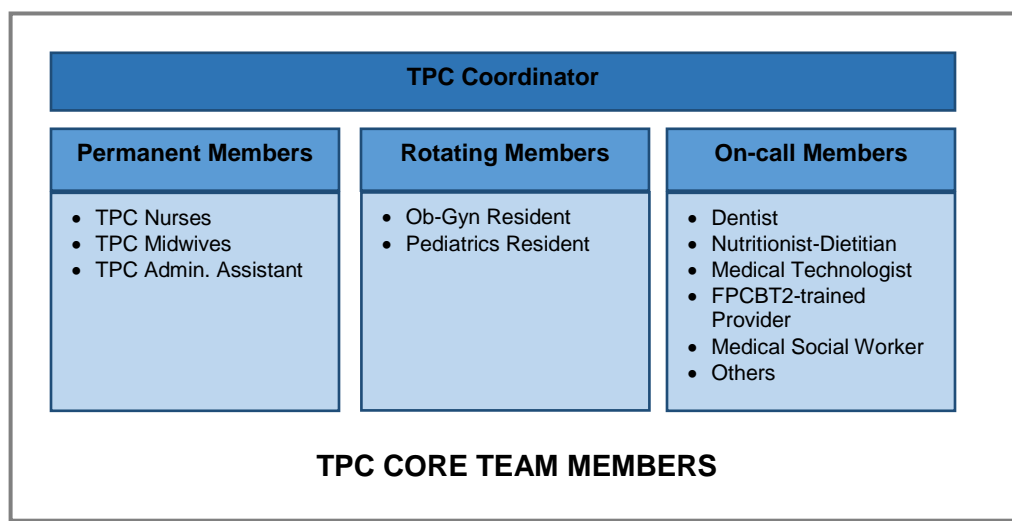 TPC Coordinator
Permanent Members
• TPC Nurses
• TPC Midwives
• TPC Admin. Assistant
Rotating Members
• Ob-Gyn Resident
• Pediatrics Resident
On-call Members
• Dentist
• Nutritionist-Dietitian
• Medical Technologist
• FPCBT2-trained
Provider
• Medical Social Worker
• Others
TPC CORE TEAM MEMBERS